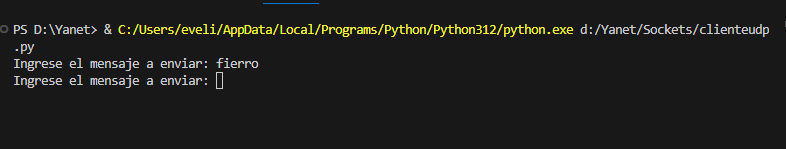 PS D:\Yanet> & C:/Users/eveli/AppData/Local/Programs/Python/Python312/python.exe d:/Yanet/Sockets/clienteudp
.py
Ingrese el mensaje a enviar: fierro
Ingrese el mensaje a enviar: